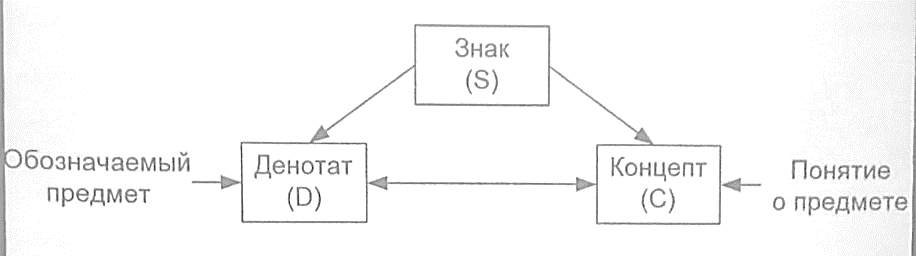 Знак
(S)
Обозначаемый
предмет
Денотат
(D)
Концепт
(C)
Понятие
о предмете